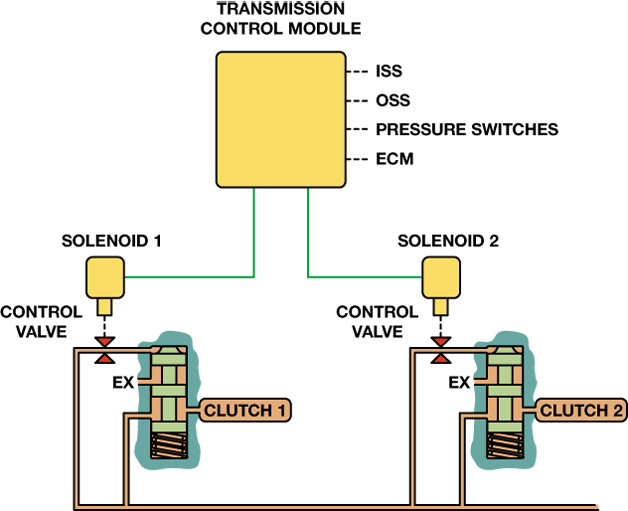 TRANSMISSION
CONTROL MODULE
ISS
OSS
PRESSURE SWITCHES
ECM
SOLENOID 1
SOLENOID 2
CONTROL
VALVE
CONTROL
VALVE
EX
CLUTCH 1
EX
CLUTCH 2